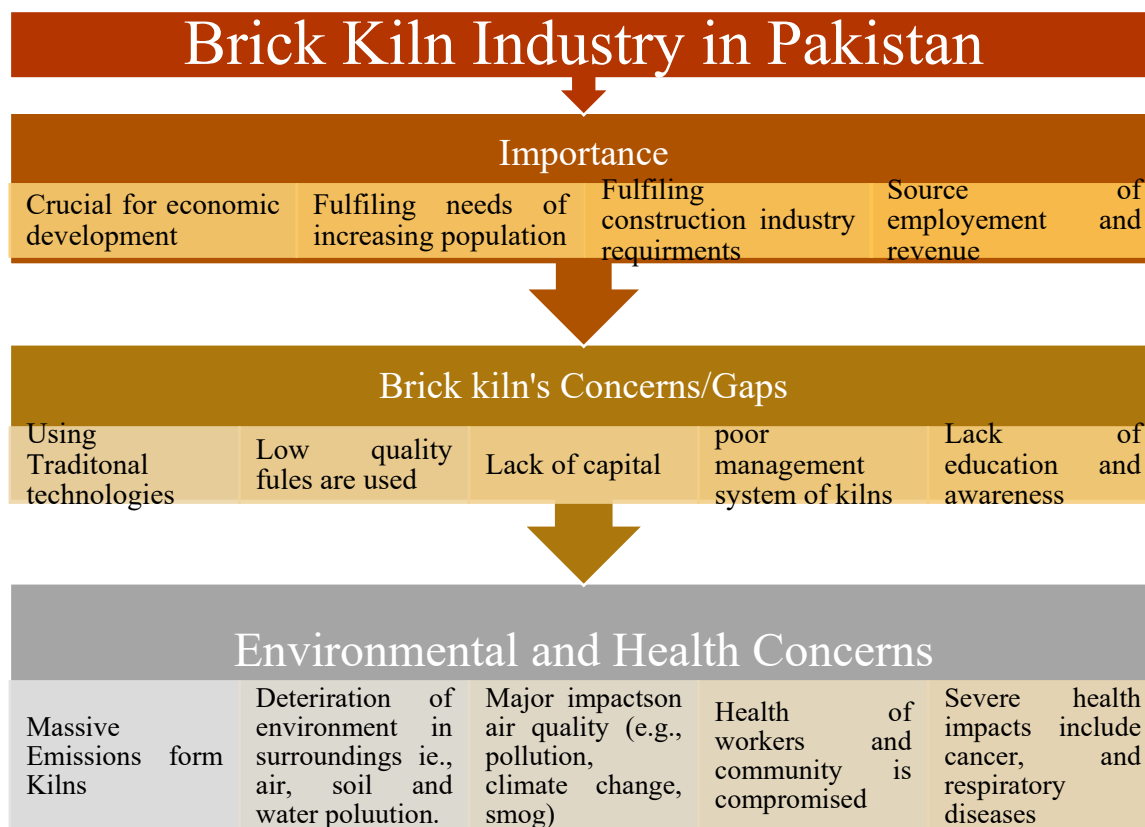 Brick Kiln Industry in Pakistan
Importance
Crucial for economic
development
Fulfiling needs of
increasing population
Fulfiling
construction industry
requirments
Source of
employement and
revenue
Brick kiln's Concerns/Gaps
Using
Traditonal
technologies
Low quality
fules are used
Lack of capital
poor
management
system of kilns
Lack of
education and
awareness
Environmental and Health Concerns
Massive
Emissions form
Kilns
Deteriration of
environment in
surroundings ie.,
air, soil and
water poluution.
Major impactson
air quality (e.g.,
pollution,
climate change,
smog)
Health of
workers and
community is
compromised
Severe health
impacts include
cancer, and
respiratory
diseases